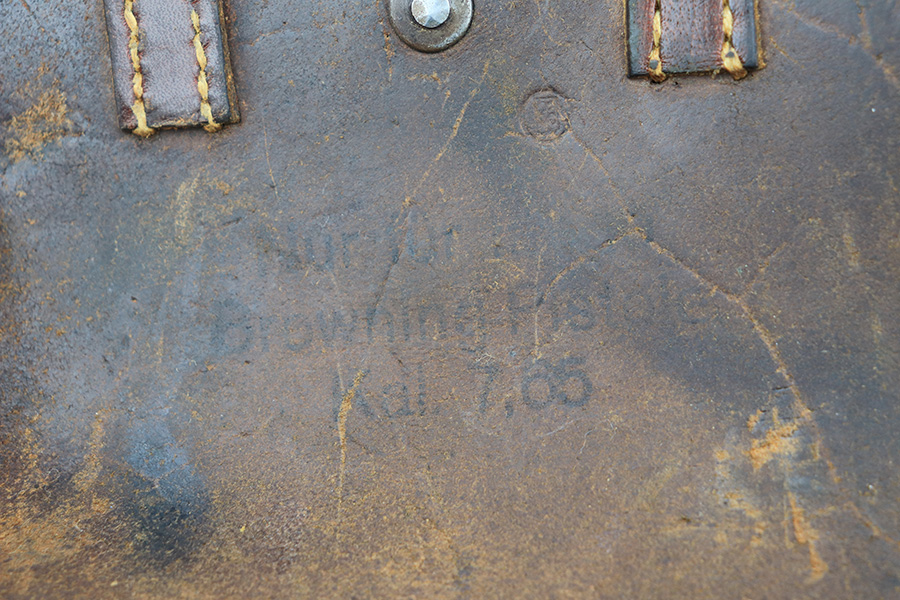 Nur für
Browning Pistole
Kal. 7,65